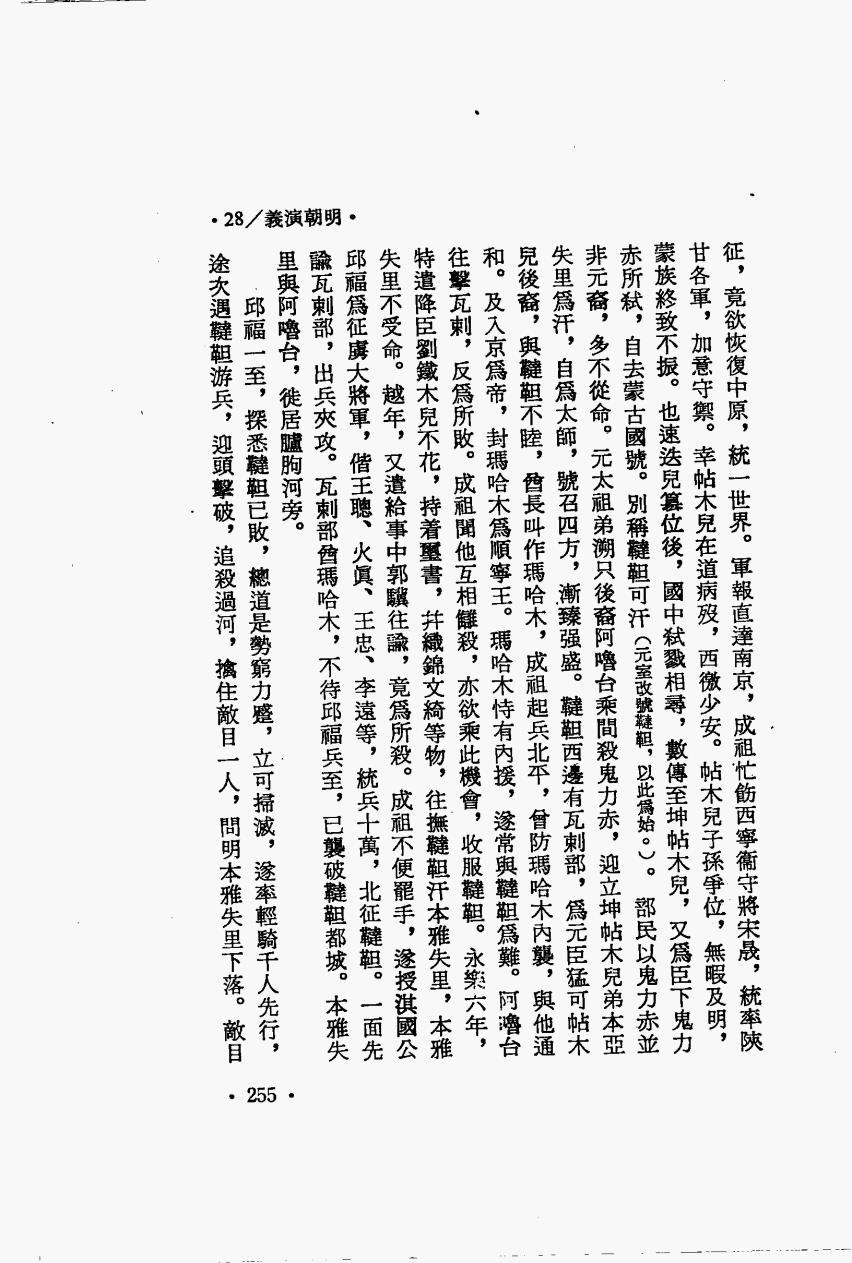 ·28／義演朝明·
征，竟欲恢復中原，統一世界。軍報直達南京，成祖忙飭西寧衞守將宋晟，統率陝
甘各軍，加意守禦。幸帖木兒在道病歿，西徼少安。帖木兒子孫爭位，無暇及明，
蒙族終致不振。也速迭兒簒位後，國中弒戮相尋，數傳至坤帖木兒，又爲臣下鬼力
赤所弒，自去蒙古國號。別稱韃靼可汗（元室改號韃靼，以此爲始。）。部民以鬼力赤並
非元裔，多不從命。元太祖弟溯只後裔阿嚕台乘間殺鬼力赤，迎立坤帖木兒弟本亞
失里爲汗，自爲太師，號召四方，漸臻强盛。韃靼西邊有瓦剌部，爲元臣猛可帖木
兒後裔，與韃靼不睦，酋長叫作瑪哈木，成祖起兵北平，曾防瑪哈木內襲，與他通
和。及入京爲帝，封瑪哈木爲順寧王。瑪哈木恃有內援，遂常與韃靼爲難。阿嚕台
往擊瓦剌，反爲所敗。成祖聞他互相讎殺，亦欲乘此機會，收服韃靼。永樂六年，
特遣降臣劉鐵木兒不花，持着璽書，幷織錦文綺等物，往撫韃靼汗本雅失里，本雅
失里不受命。越年，又遣給事中郭驥往諭，竟爲所殺。成祖不便罷手，遂授淇國公
邱福爲征虜大將軍，偕王聰、火眞、王忠、李遠等，統兵十萬，北征韃靼。一面先
諭瓦剌部，出兵夾攻。瓦剌部酋瑪哈木，不待邱福兵至，已襲破韃靼都城。本雅失
里與阿嚕台，徙居臚朐河旁。
邱福一至，探悉韃靼已敗，總道是勢窮力蹙，立可掃滅，遂率輕騎千人先行，
途次遇韃靼游兵，迎頭擊破，追殺過河，擒住敵目一人，問明本雅失里下落。敵目
·255·